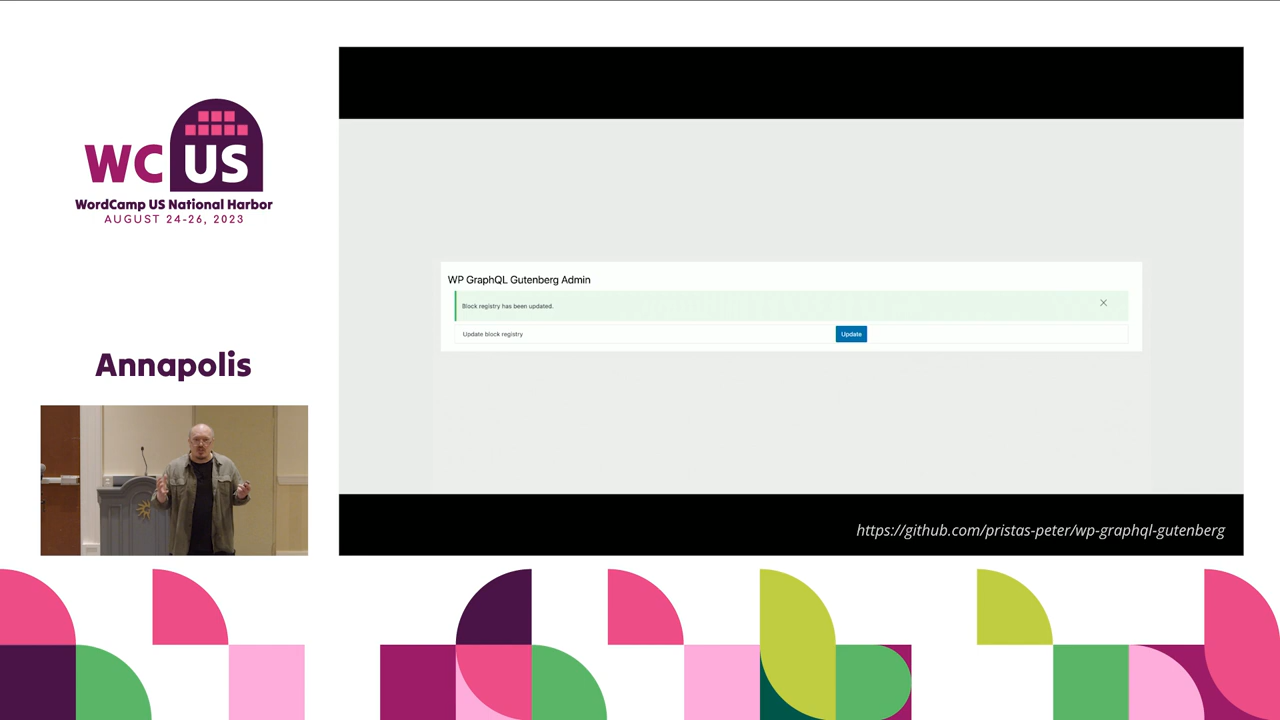 WC US
WordCamp US National Harbor
AUGUST 24-26, 2023
Annapolis
WP GraphQL Gutenberg Admin
Block registry has been updated.
Update block registry
Update
https://github.com/pristas-peter/wp-graphql-gutenberg